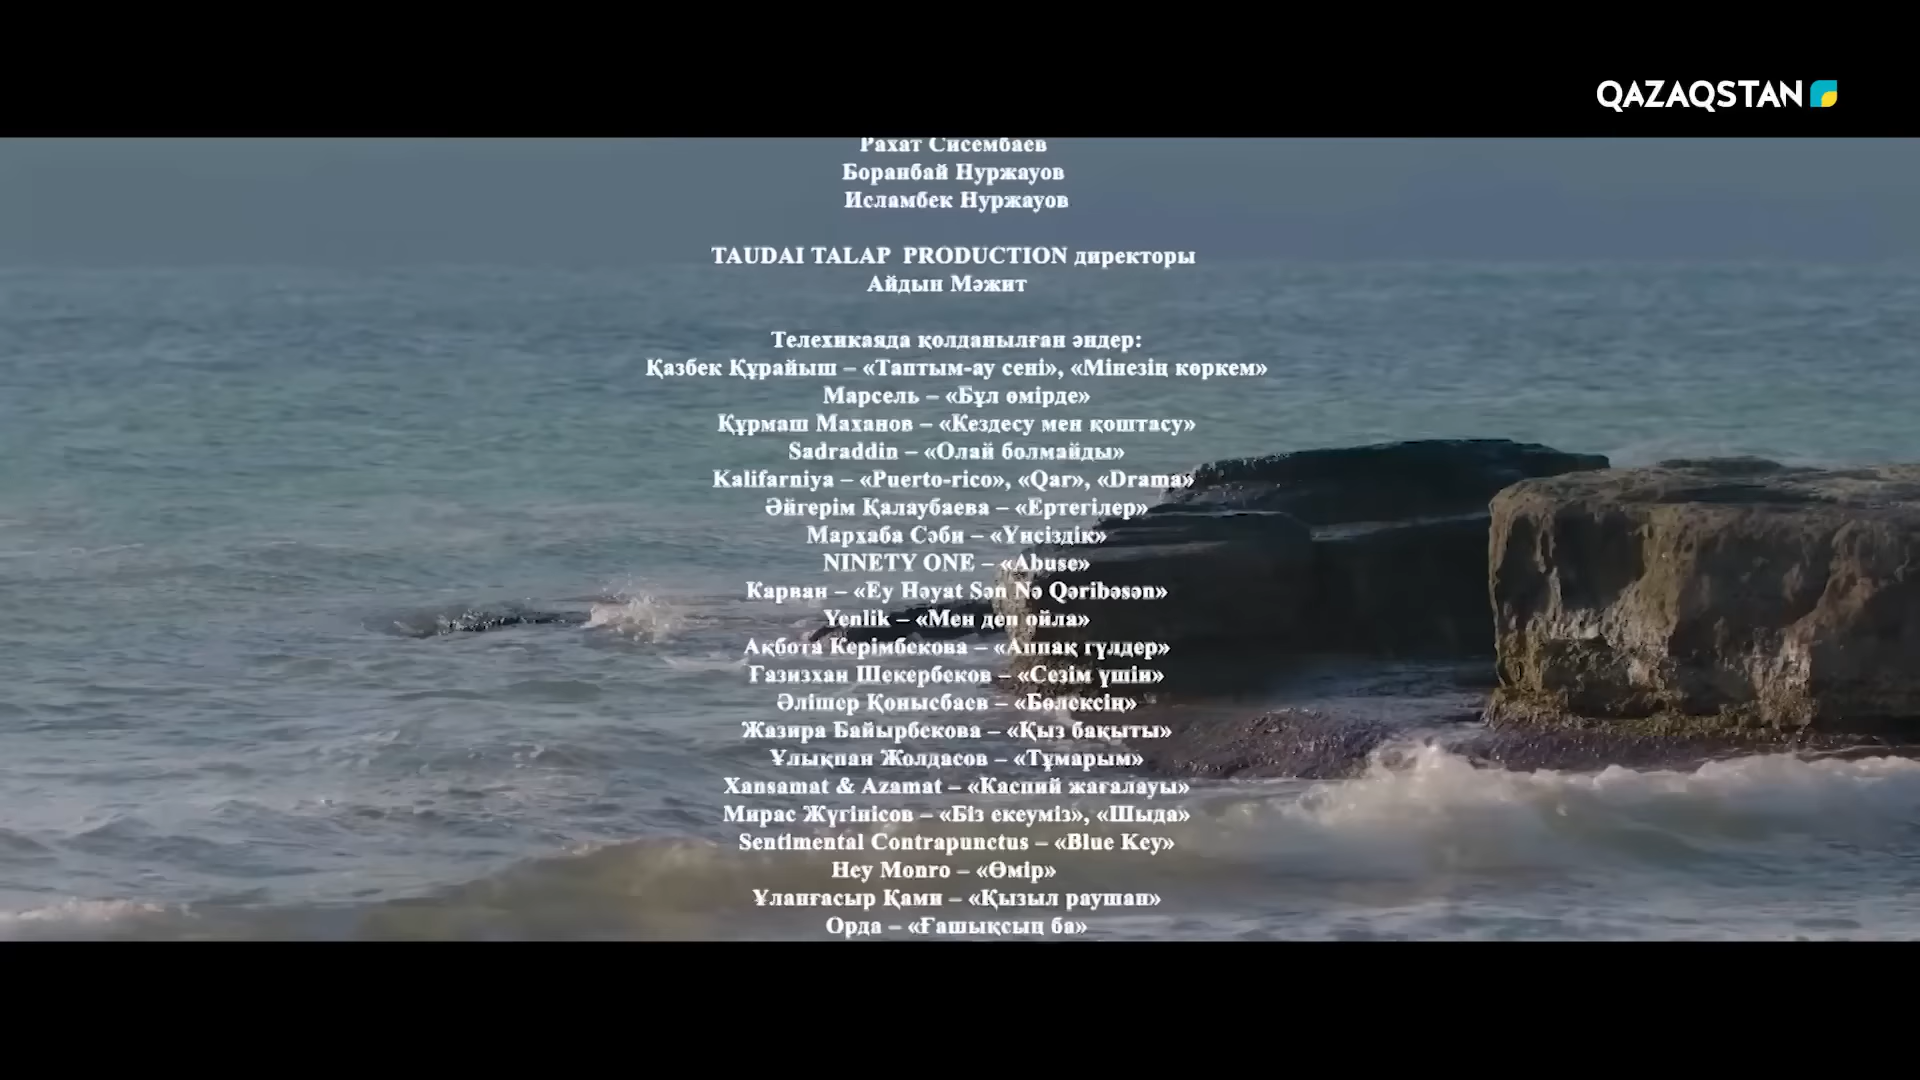 QAZAQSTAN
Рахат Сисембаев
Боранбай Нуржауов
Исламбек Нуржауов
TAUDAI TALAP PRODUCTION директоры
Айдын Мәжит
Телехикаяда қолданылған әндер:
Қазбек Құрайыш – «Таптым-ау сені», «Мінезің көркем»
Марсель – «Бұл өмірде»
Құрмаш Маханов – «Кездесу мен қоштасу»
Sadraddin – «Олай болмайды»
Kalifarniya – «Puerto-rico», «Qar», «Drama»
Әйгерім Қалаубаева – «Ертегілер»
Мархаба Сәби – «Үнсіздік»
NINETY ONE – «Abuse»
Карван – «Ey Həyat Sən Nə Qəribəsən»
Yenlik – «Мен деп ойла»
Ақбота Керімбекова – «Аппақ гүлдер»
Ғазизхан Шекербеков – «Сезім үшін»
Әлішер Қонысбаев – «Бөлексің»
Жазира Байырбекова – «Қыз бақыты»
Ұлықпан Жолдасов – «Тұмарым»
Xansamat & Azamat – «Каспий жағалауы»
Мирас Жүгінісов – «Біз екеуміз», «Шыда»
Sentimental Contrapunctus – «Blue Key»
Hey Monro – «Өмір»
Ұланғасыр Қами – «Қызыл раушан»
Орда – «Ғашықсың ба»